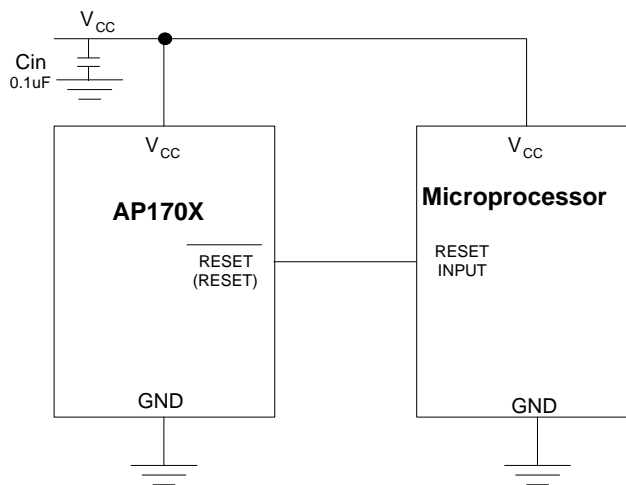 VCC
Cin
0.1uF
VCC
AP170X
RESET
(RESET)
GND
VCC
Microprocessor
RESET
INPUT
GND